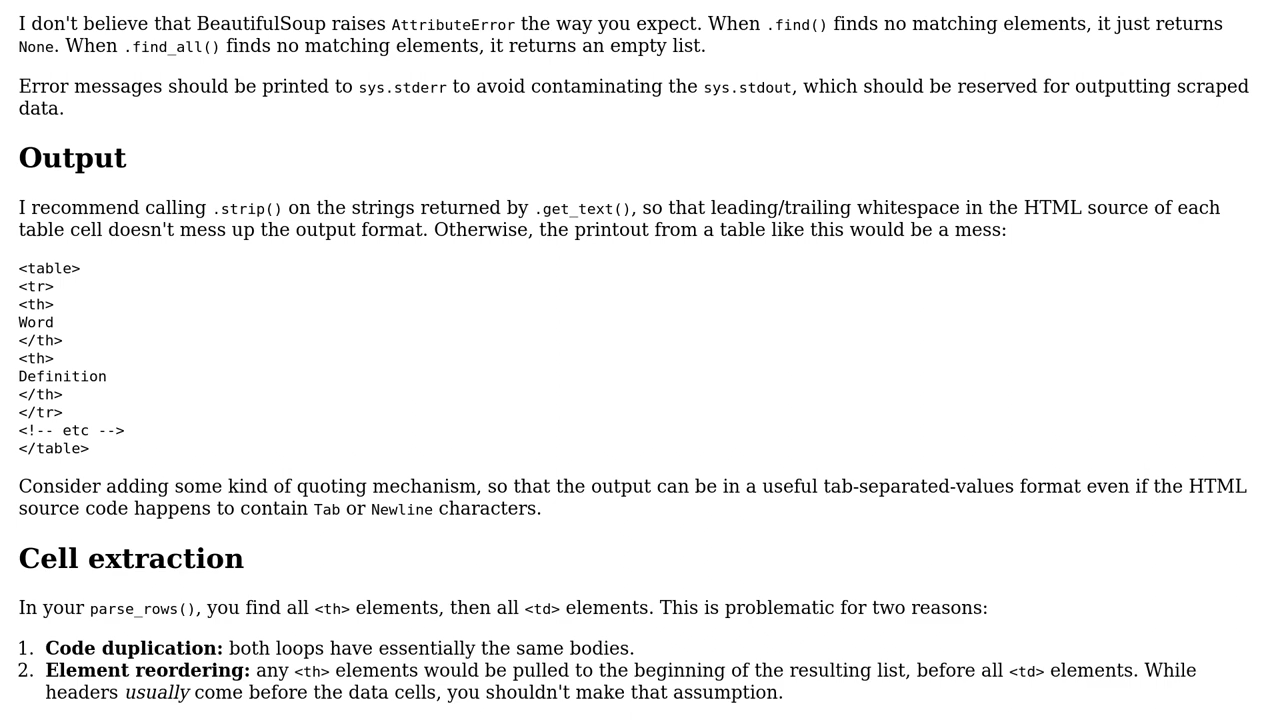 I don't believe that BeautifulSoup raises AttributeError the way you expect. When .find() finds no matching elements, it just returns
None. When .find_all() finds no matching elements, it returns an empty list.
Error messages should be printed to sys.stderr to avoid contaminating the sys.stdout, which should be reserved for outputting scraped
data.
Output
I recommend calling .strip() on the strings returned by .get_text(), so that leading/trailing whitespace in the HTML source of each
table cell doesn't mess up the output format. Otherwise, the printout from a table like this would be a mess:
<table>
<tr>
<th>
Word
</th>
<th>
Definition
</th>
</tr>
<!-- etc -->
</table>
Consider adding some kind of quoting mechanism, so that the output can be in a useful tab-separated-values format even if the HTML
source code happens to contain Tab or Newline characters.
Cell extraction
In your parse_rows(), you find all <th> elements, then all <td> elements. This is problematic for two reasons:
1. Code duplication: both loops have essentially the same bodies.
2. Element reordering: any <th> elements would be pulled to the beginning of the resulting list, before all <td> elements. While
headers usually come before the data cells, you shouldn't make that assumption.